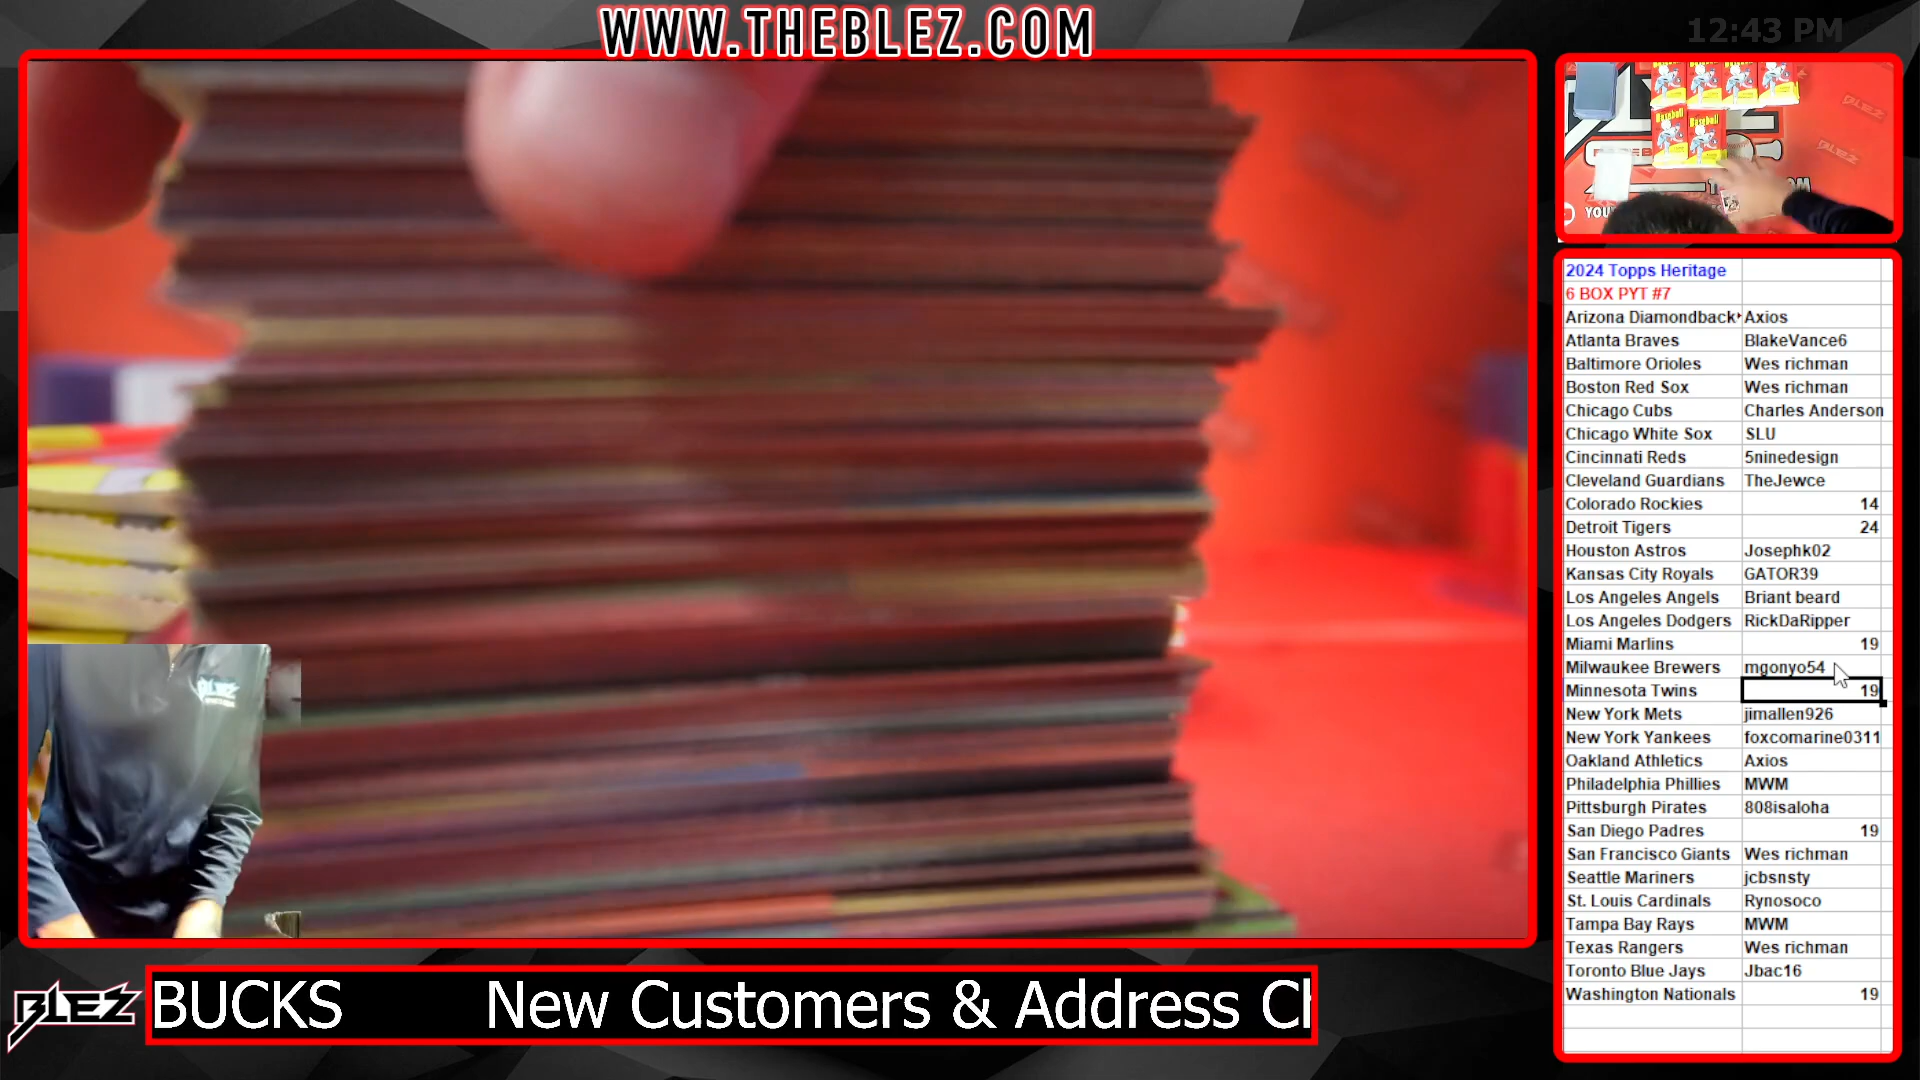 WWW.THEBLEZ.COM
12:43 PM
Baseball Baseball
BLEZ
2024 Topps Heritage
6 BOX PYT #7
Arizona Diamondback Axios
Atlanta Braves BlakeVance6
Baltimore Orioles Wes richman
Boston Red Sox Wes richman
Chicago Cubs Charles Anderson
Chicago White Sox SLU
Cincinnati Reds 5ninedesign
Cleveland Guardians TheJewce
Colorado Rockies 14
Detroit Tigers 24
Houston Astros Josephk02
Kansas City Royals GATOR39
Los Angeles Angels Briant beard
Los Angeles Dodgers RickDaRipper
Miami Marlins 19
Milwaukee Brewers mgonyo54
Minnesota Twins 19
New York Mets jimallen926
New York Yankees foxcomarine0311
Oakland Athletics Axios
Philadelphia Phillies MWM
Pittsburgh Pirates 808isaloha
San Diego Padres 19
San Francisco Giants Wes richman
Seattle Mariners jcbsnsty
St. Louis Cardinals Rynosoco
Tampa Bay Rays MWM
Texas Rangers Wes richman
Toronto Blue Jays Jbac16
Washington Nationals 19
BLEZ
BLEZ
BUCKS New Customers & Address Ch